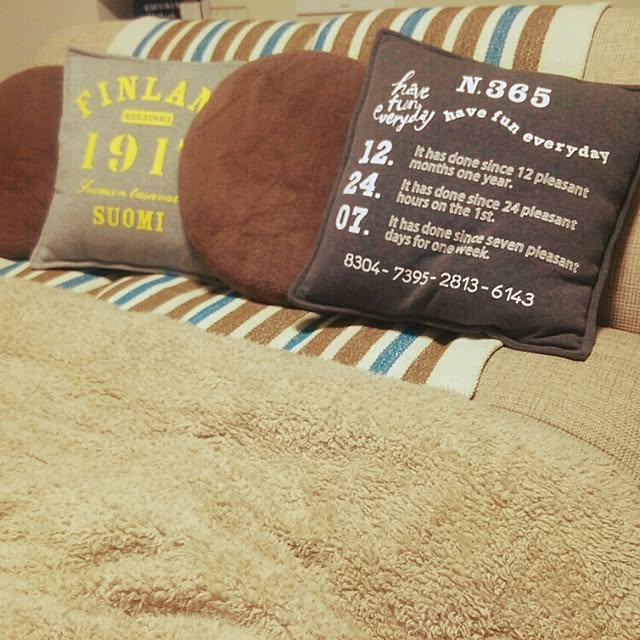 FINLAN
HELSINKI
191
Suomen tasaval
SUOMI
N.365
have fun everyday
have
fun
everyday
12. It has done since 12 pleasant
months one year.
24. It has done since 24 pleasant
hours on the 1st.
07. It has done since seven pleasant
days for one week.
8304-7395-2813-6143